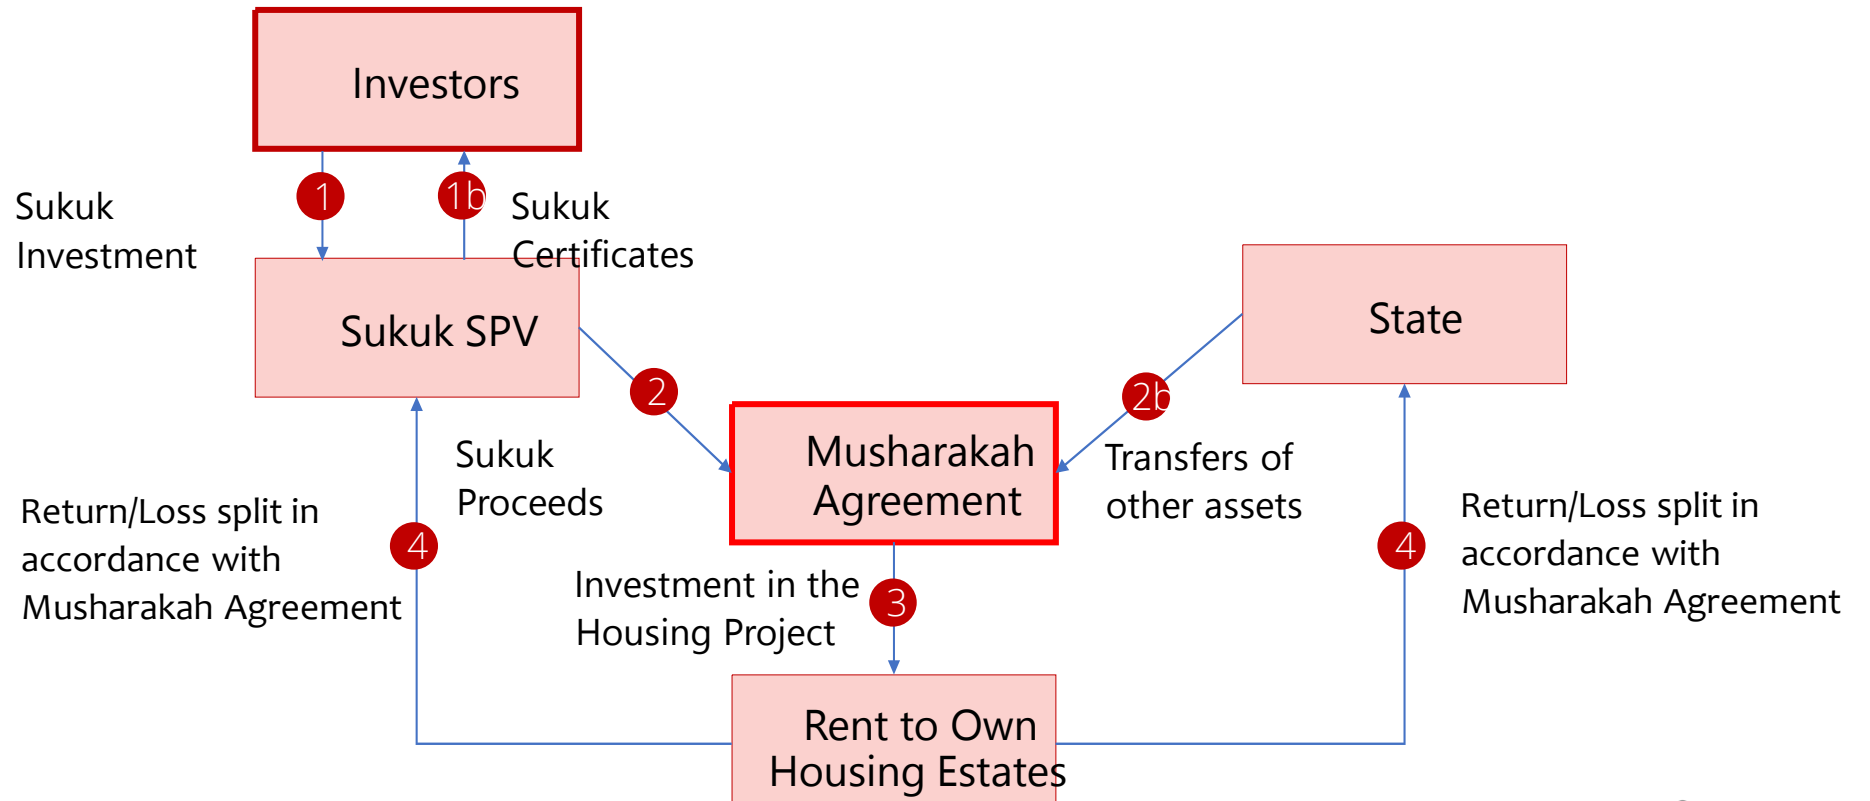 Investors
1
1b
Sukuk
Investment
Sukuk
Certificates
Sukuk SPV
State
2
2b
Musharakah
Agreement
Sukuk
Proceeds
Transfers of
other assets
Return/Loss split in
accordance with
Musharakah Agreement
4
4
Return/Loss split in
accordance with
Musharakah Agreement
Investment in the
Housing Project
3
Rent to Own
Housing Estates